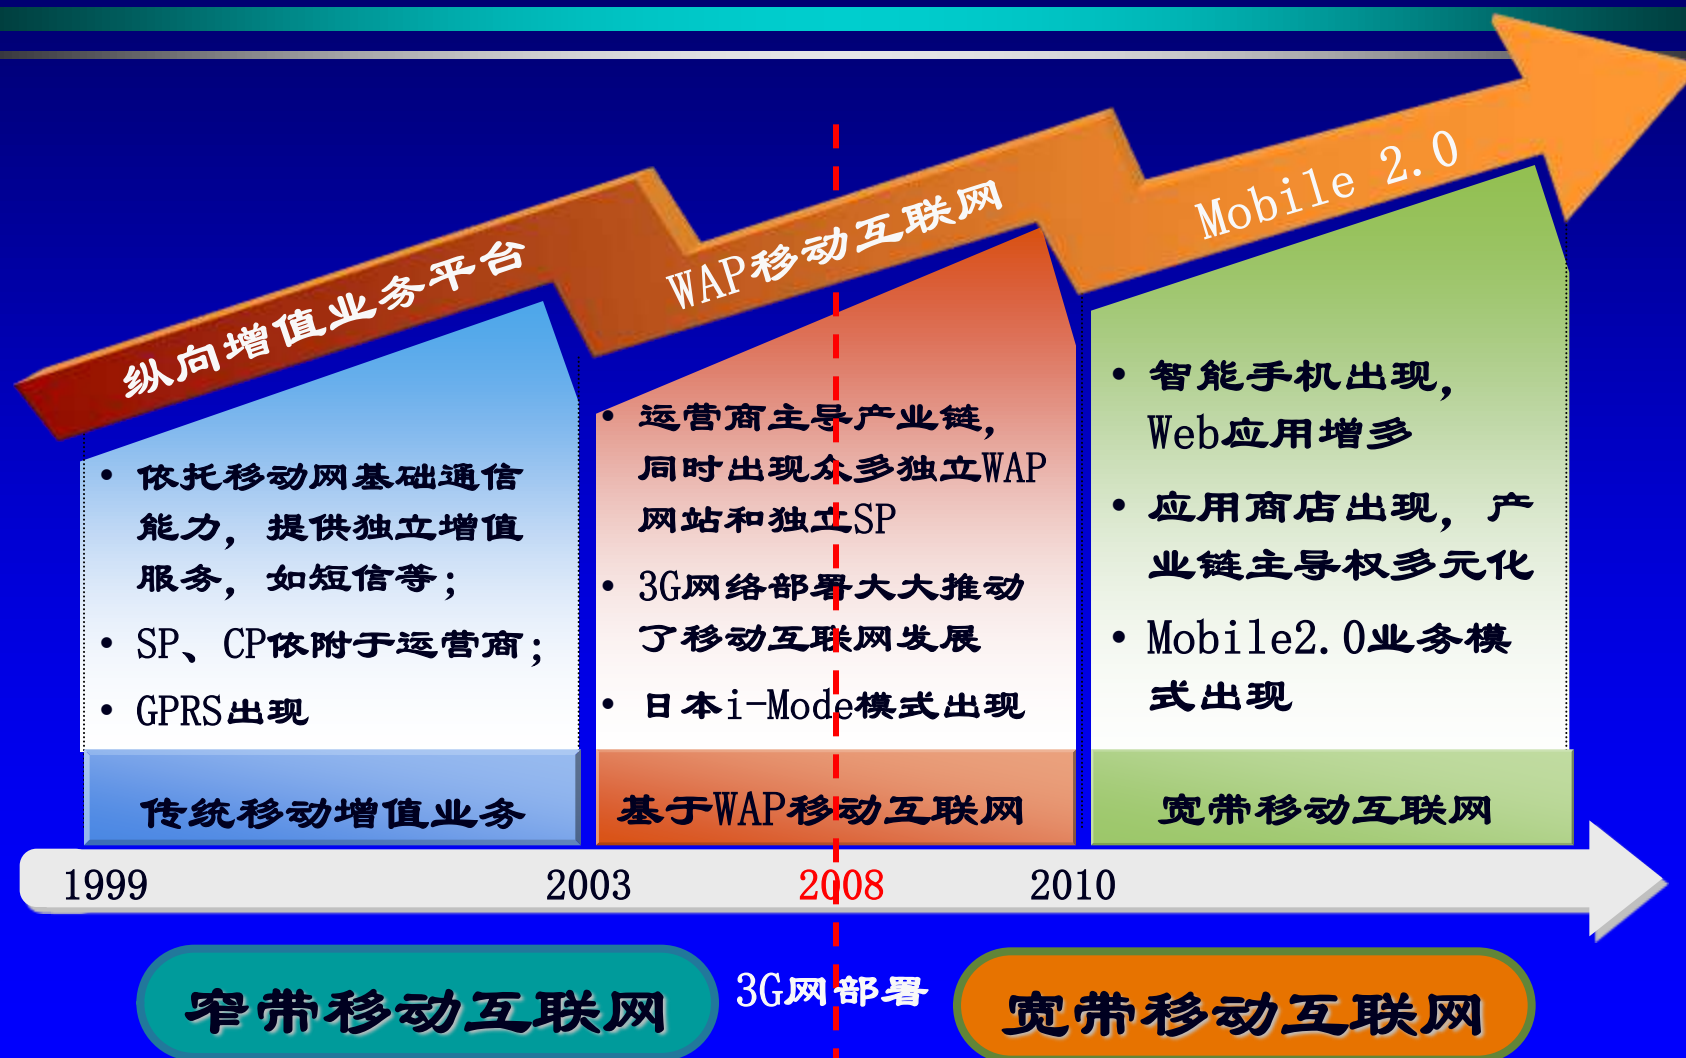 纵向增值业务平台
WAP移动互联网
Mobile 2.0
• 依托移动网基础通信
能力，提供独立增值
服务，如短信等；
• SP、CP依附于运营商；
• GPRS出现
传统移动增值业务
• 运营商主导产业链，
同时出现众多独立WAP
网站和独立SP
• 3G网络部署大大推动
了移动互联网发展
• 日本i-Mode模式出现
基于WAP移动互联网
• 智能手机出现，
Web应用增多
• 应用商店出现，产
业链主导权多元化
• Mobile2.0业务模
式出现
宽带移动互联网
1999 2003 2008 2010
窄带移动互联网
3G网部署
宽带移动互联网